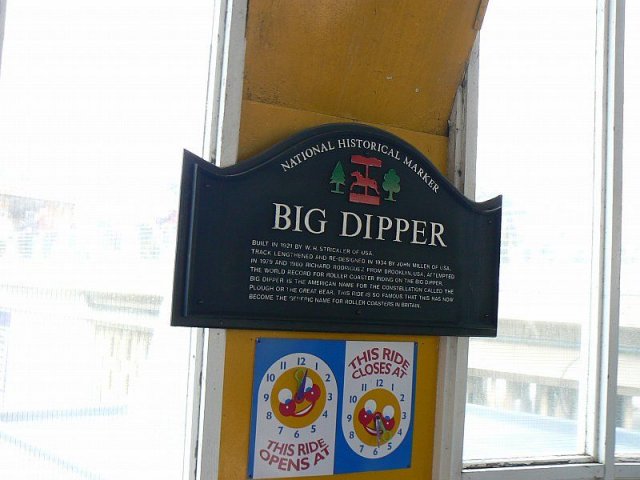 NATIONAL HISTORICAL MARKER
BIG DIPPER
BUILT IN 1921 BY W. H. STRICKLER OF USA.
TRACK LENGTHENED AND RE-DESIGNED IN 1934 BY JOHN MILLER OF USA.
IN 1979 AND 1980 RICHARD RODRIGUEZ FROM BROOKLYN, USA, ATTEMPTED
THE WORLD RECORD FOR ROLLER COASTER RIDING ON THE BIG DIPPER.
BIG DIPPER IS THE AMERICAN NAME FOR THE CONSTELLATION CALLED THE
PLOUGH OR THE GREAT BEAR. THIS RIDE IS SO FAMOUS THAT THIS HAS NOW
BECOME THE GENERIC NAME FOR ROLLER COASTERS IN BRITAIN.
12 1 2 3 4 5 6 7 8 9 10 11
THIS RIDE
OPENS AT
THIS RIDE
CLOSES AT
12 1 2 3 4 5 6 7 8 9 10 11